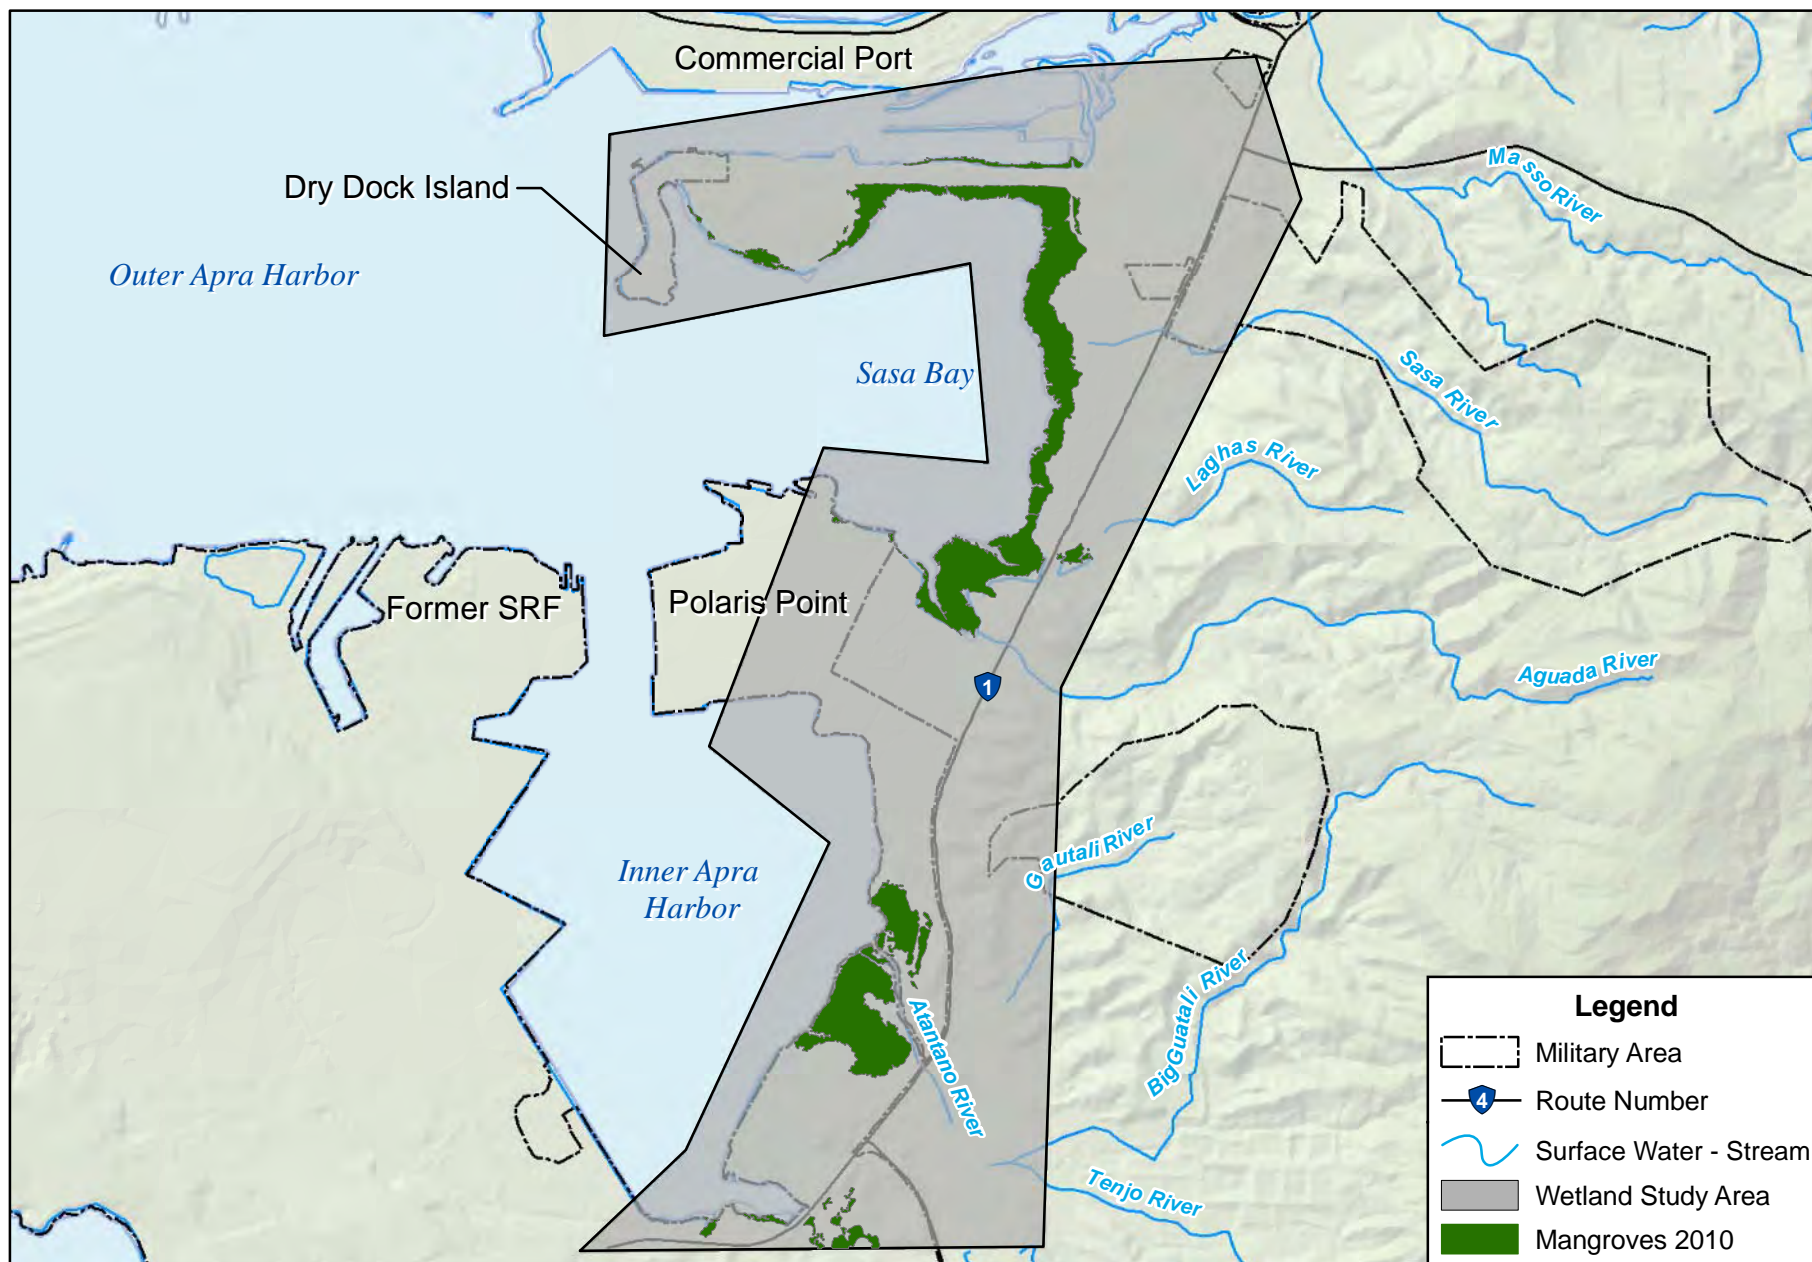 Commercial Port
Dry Dock Island
Masso River
Outer Apra Harbor
Sasa Bay
Sasa River
Laghas River
Former SRF
Polaris Point
Aguada River
1
Gautali River
Inner Apra
Harbor
Atantano River
BigGuatali River
Tenjo River
Legend
Military Area
4 Route Number
Surface Water - Stream
Wetland Study Area
Mangroves 2010